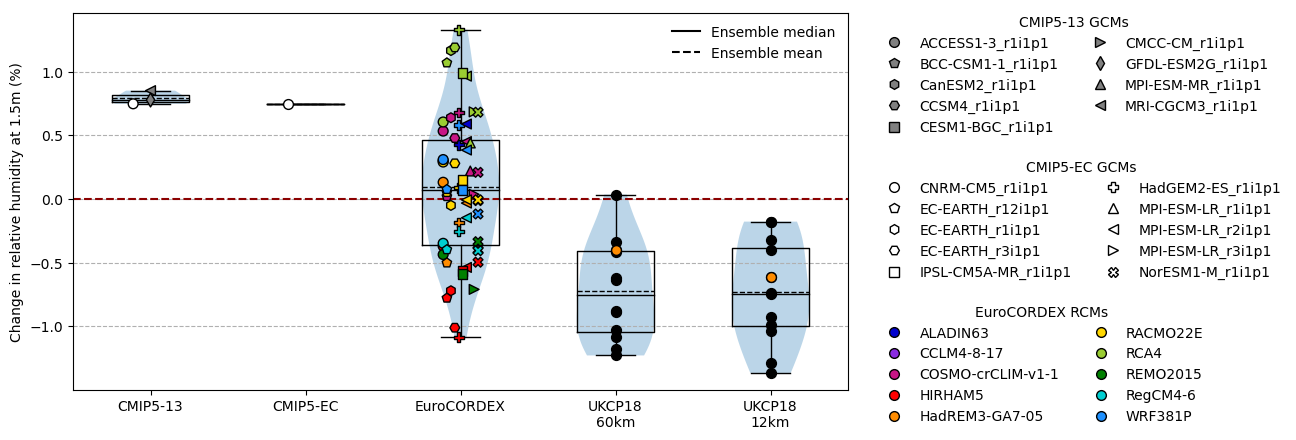 Change in relative humidity at 1.5m (%)
1.0
0.5
0.0
−0.5
−1.0
Ensemble median
Ensemble mean
CMIP5-13
CMIP5-EC
EuroCORDEX
UKCP18
60km
UKCP18
12km
CMIP5-13 GCMs
ACCESS1-3_r1i1p1
BCC-CSM1-1_r1i1p1
CanESM2_r1i1p1
CCSM4_r1i1p1
CESM1-BGC_r1i1p1
CMCC-CM_r1i1p1
GFDL-ESM2G_r1i1p1
MPI-ESM-MR_r1i1p1
MRI-CGCM3_r1i1p1
CMIP5-EC GCMs
CNRM-CM5_r1i1p1
EC-EARTH_r12i1p1
EC-EARTH_r1i1p1
EC-EARTH_r3i1p1
IPSL-CM5A-MR_r1i1p1
HadGEM2-ES_r1i1p1
MPI-ESM-LR_r1i1p1
MPI-ESM-LR_r2i1p1
MPI-ESM-LR_r3i1p1
NorESM1-M_r1i1p1
EuroCORDEX RCMs
ALADIN63
CCLM4-8-17
COSMO-crCLIM-v1-1
HIRHAM5
HadREM3-GA7-05
RACMO22E
RCA4
REMO2015
RegCM4-6
WRF381P